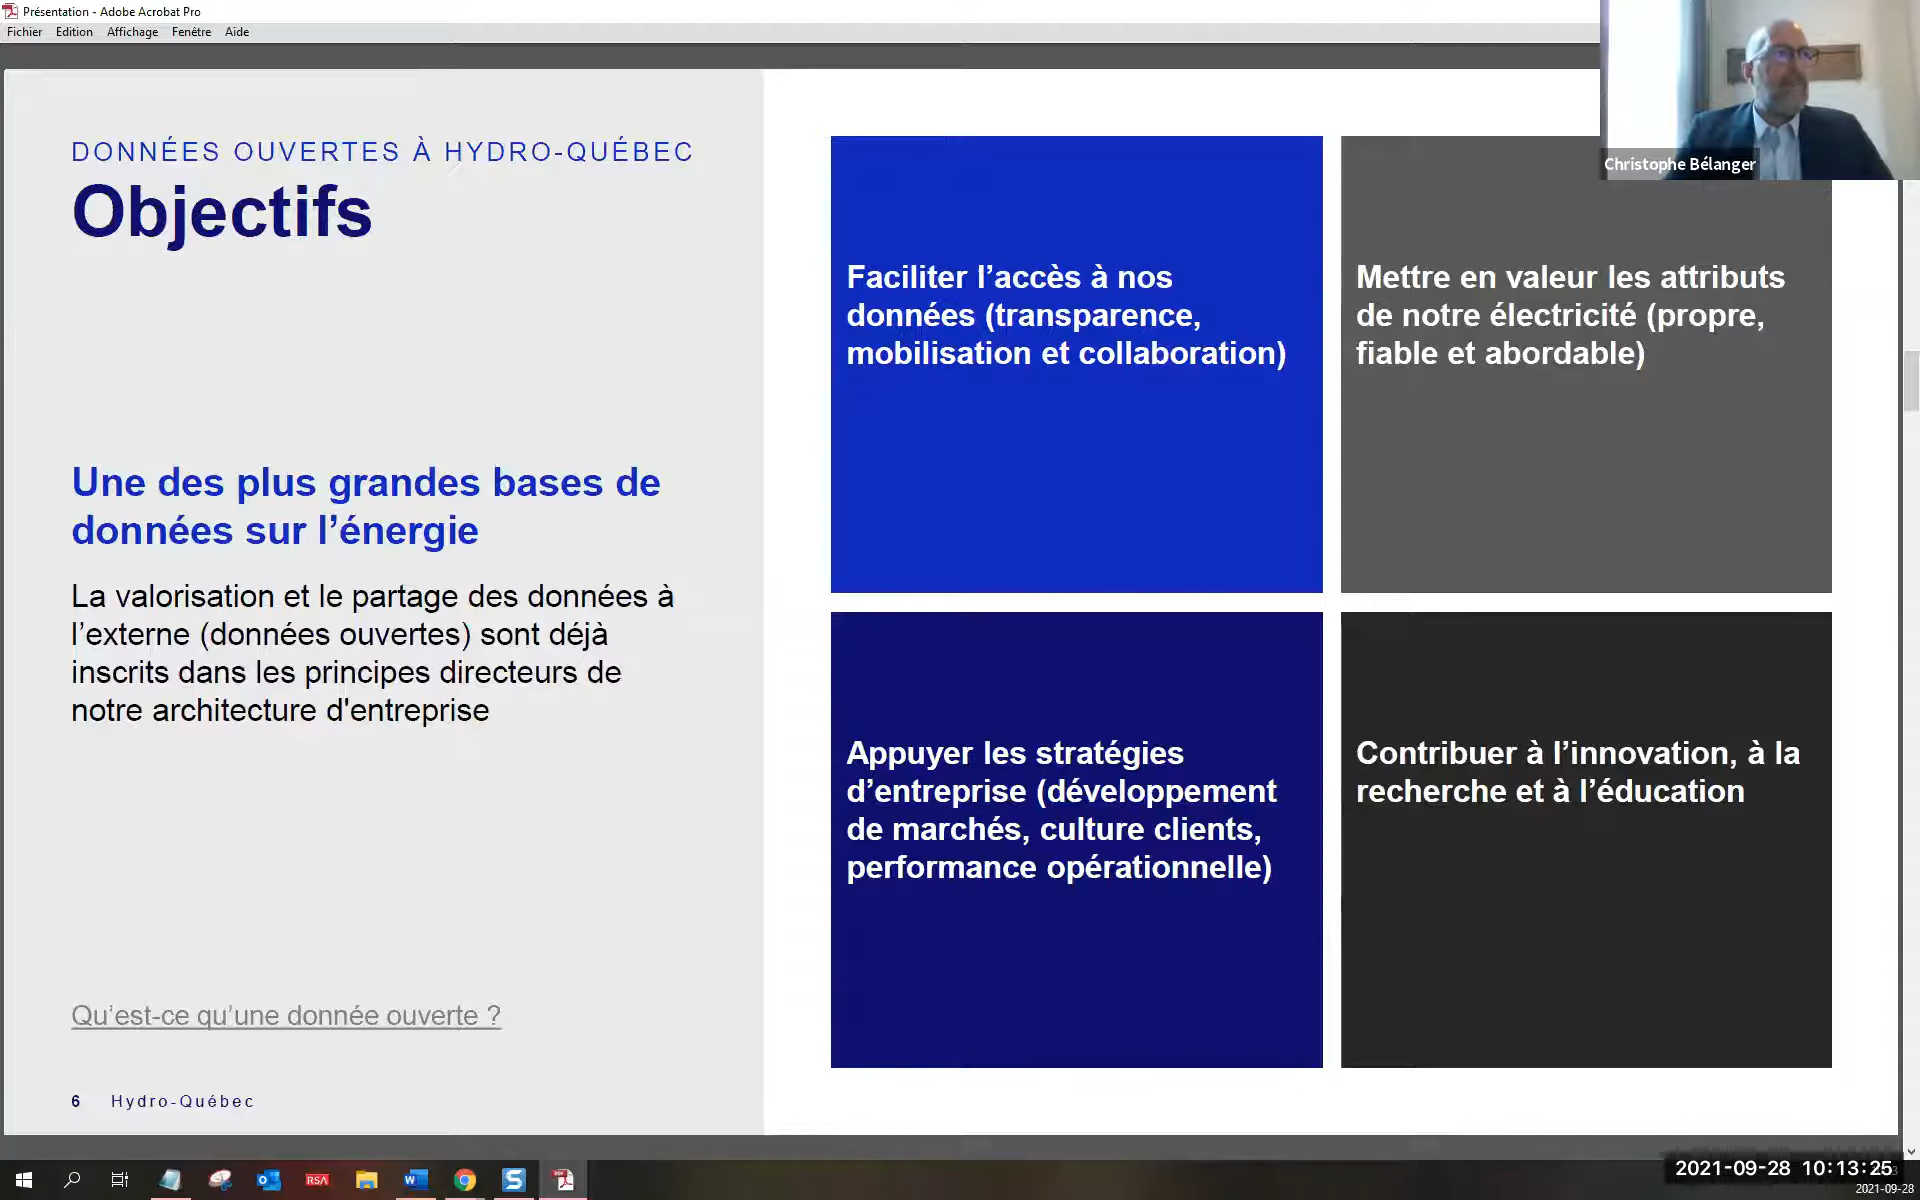 Présentation - Adobe Acrobat Pro
Fichier Edition Affichage Fenêtre Aide
Christophe Bélanger
DONNÉES OUVERTES À HYDRO-QUÉBEC
Objectifs
Une des plus grandes bases de
données sur l’énergie
La valorisation et le partage des données à
l’externe (données ouvertes) sont déjà
inscrits dans les principes directeurs de
notre architecture d'entreprise
Qu’est-ce qu’une donnée ouverte ?
6 Hydro-Québec
Faciliter l’accès à nos
données (transparence,
mobilisation et collaboration)
Mettre en valeur les attributs
de notre électricité (propre,
fiable et abordable)
Appuyer les stratégies
d’entreprise (développement
de marchés, culture clients,
performance opérationnelle)
Contribuer à l’innovation, à la
recherche et à l’éducation
RSA
2021-09-28 10:13:25
2021-09-28